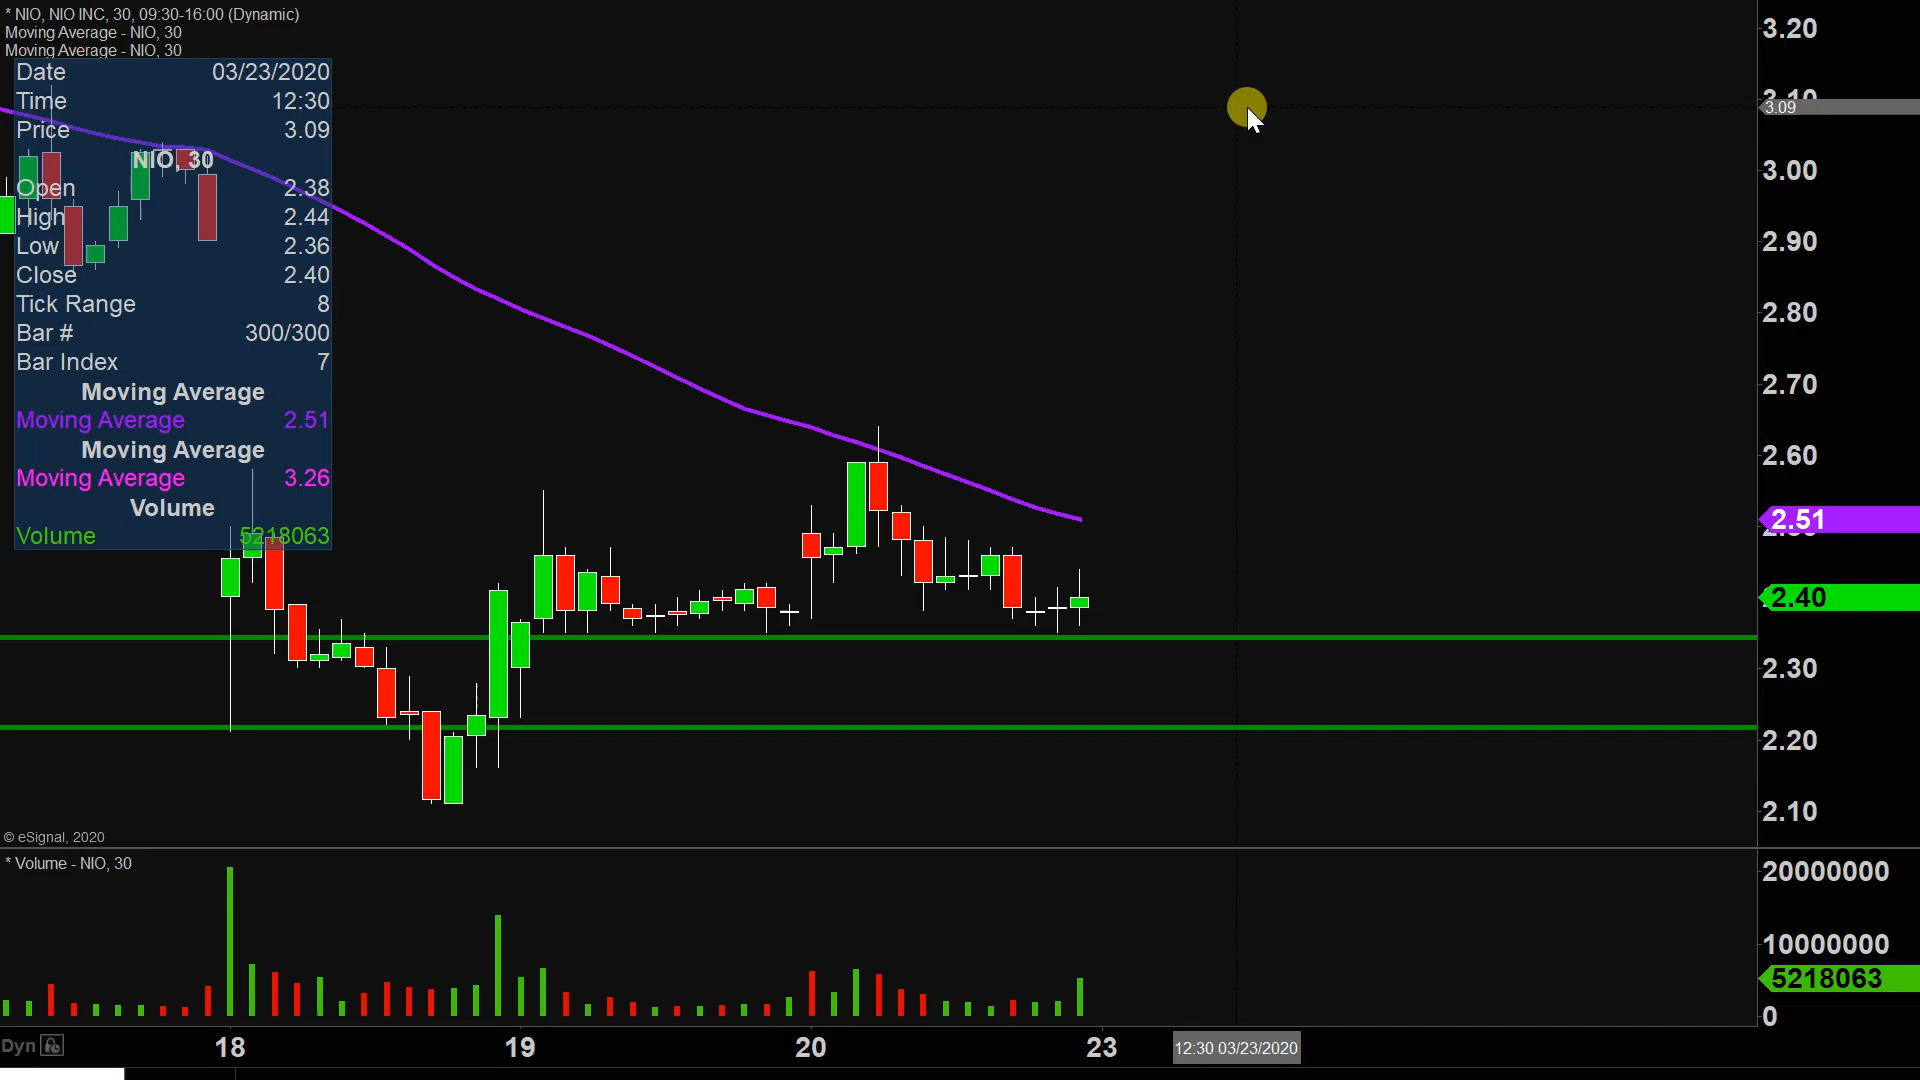 * NIO, NIO INC, 30, 09:30-16:00 (Dynamic)
Moving Average - NIO, 30
Moving Average - NIO, 30
Date 03/23/2020
Time 12:30
Price 3.09
NIO, 30
Open 2.38
High 2.44
Low 2.36
Close 2.40
Tick Range 8
Bar # 300/300
Bar Index 7
Moving Average
Moving Average 2.51
Moving Average
Moving Average 3.26
Volume
Volume 5218063
3.20
3.10
3.09
3.00
2.90
2.80
2.70
2.60
2.51
2.40
2.30
2.20
2.10
© eSignal, 2020
* Volume - NIO, 30
20000000
10000000
5218063
0
Dyn 18 19 20 23 12:30 03/23/2020